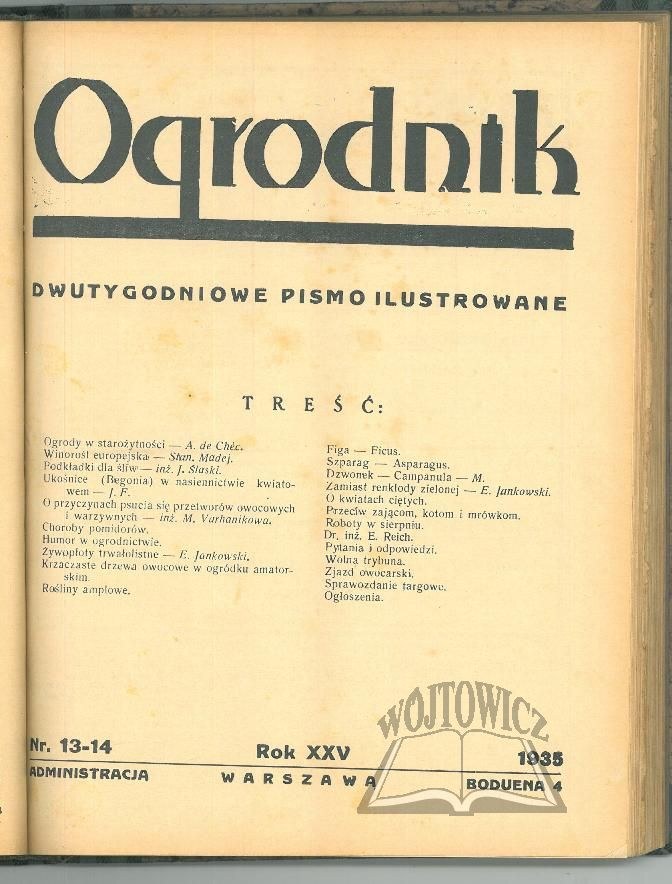 Ogrodnik
DWUTYGODNIOWE PISMO ILUSTROWANE
TREŚĆ:
Ogrody w starożytności — A. de Chéc.
Winorośl europejska — Stan. Madej.
Podkładki dla śliw — inż. J. Ślaski.
Ukośnice (Begonia) w nasiennictwie kwiato-
wem — J. F.
O przyczynach psucia się przetworów owocowych
i warzywnych — inż. M. Varhanikowa.
Choroby pomidorów.
Humor w ogrodnictwie.
Żywopłoty trwałolistne — E. Jankowski.
Krzaczaste drzewa owocowe w ogródku amator-
skim.
Rośliny amplowe.
Figa — Ficus.
Szparag — Asparagus.
Dzwonek — Campanula — M.
Zamiast renklody zielonej — E. Jankowski.
O kwiatach ciętych.
Przeciw zającom, kotom i mrówkom.
Roboty w sierpniu.
Dr. inż. E. Reich.
Pytania i odpowiedzi.
Wolna trybuna.
Zjazd owocarski.
Sprawozdanie targowe.
Ogłoszenia.
WÓJTOWICZ
Nr. 13-14 Rok XXV 1935
ADMINISTRACJA WARSZAWA BODUENA 4